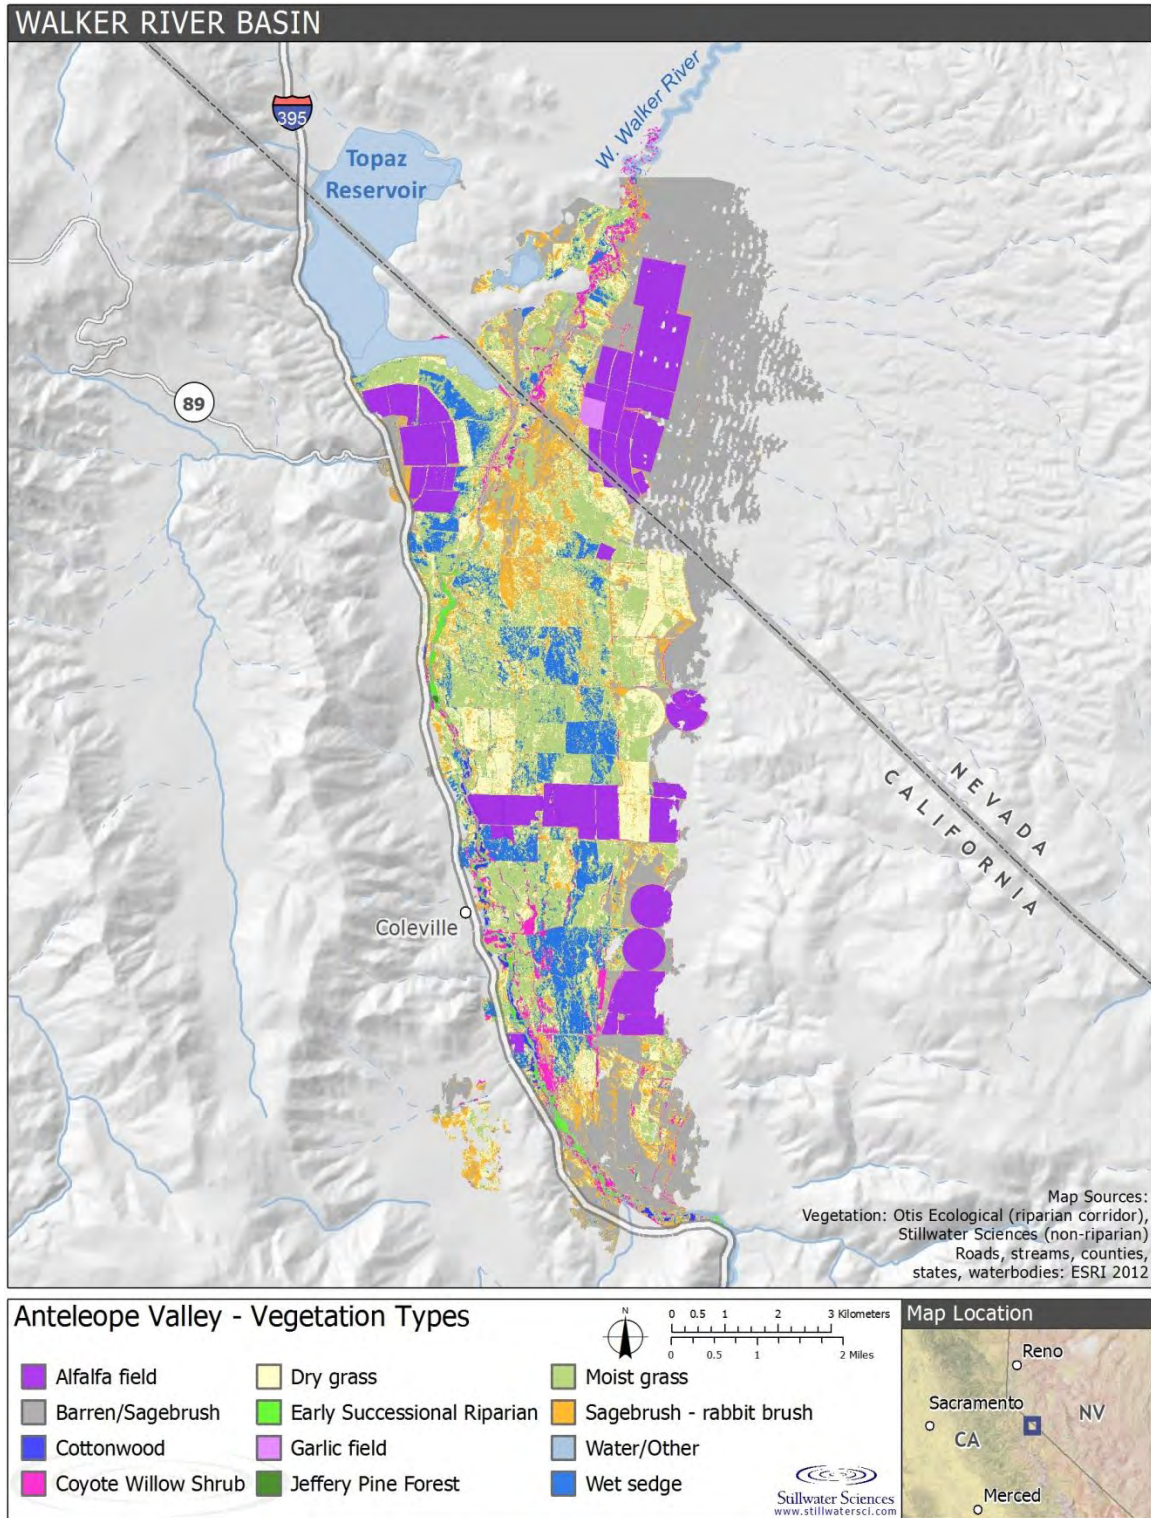 WALKER RIVER BASIN
395
Topaz
Reservoir
W. Walker River
89
NEVADA
CALIFORNIA
Coleville
Map Sources:
Vegetation: Otis Ecological (riparian corridor),
Stillwater Sciences (non-riparian)
Roads, streams, counties,
states, waterbodies: ESRI 2012
Anteleope Valley - Vegetation Types
N
0 0.5 1 2 3 Kilometers
0 0.5 1 2 Miles
Alfalfa field
Barren/Sagebrush
Cottonwood
Coyote Willow Shrub
Dry grass
Early Successional Riparian
Garlic field
Jeffery Pine Forest
Moist grass
Sagebrush - rabbit brush
Water/Other
Wet sedge
Stillwater Sciences
www.stillwatersci.com
Map Location
Reno
Sacramento
NV
CA
Merced